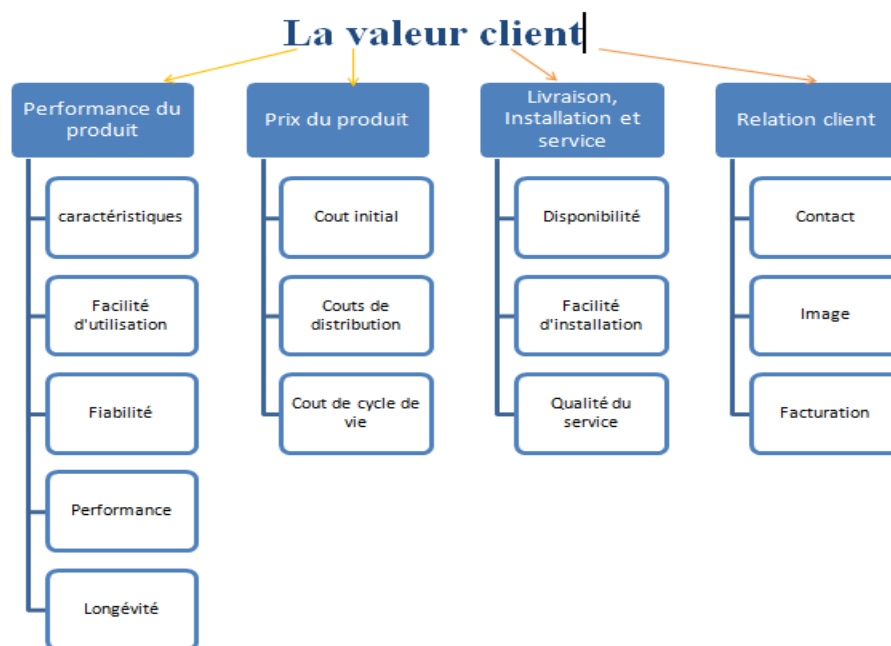 La valeur client
Performance du
produit
caractéristiques
Facilité
d'utilisation
Fiabilité
Performance
Longévité
Prix du produit
Cout initial
Couts de
distribution
Cout de cycle de
vie
Livraison,
Installation et
service
Disponibilité
Facilité
d'installation
Qualité du
service
Relation client
Contact
Image
Facturation